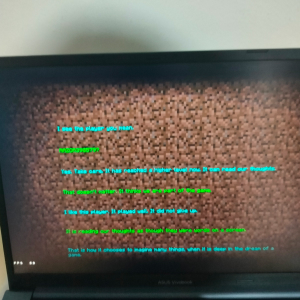 I see the player you mean.
Yes. Take care. It has reached a higher level now. It can read our thoughts.
That doesn't matter. It thinks we are part of the game.
I like this player. It played well. It did not give up.
It is reading our thoughts as though they were words on a screen.
That is how it chooses to imagine many things, when it is deep in the dream of a
game.